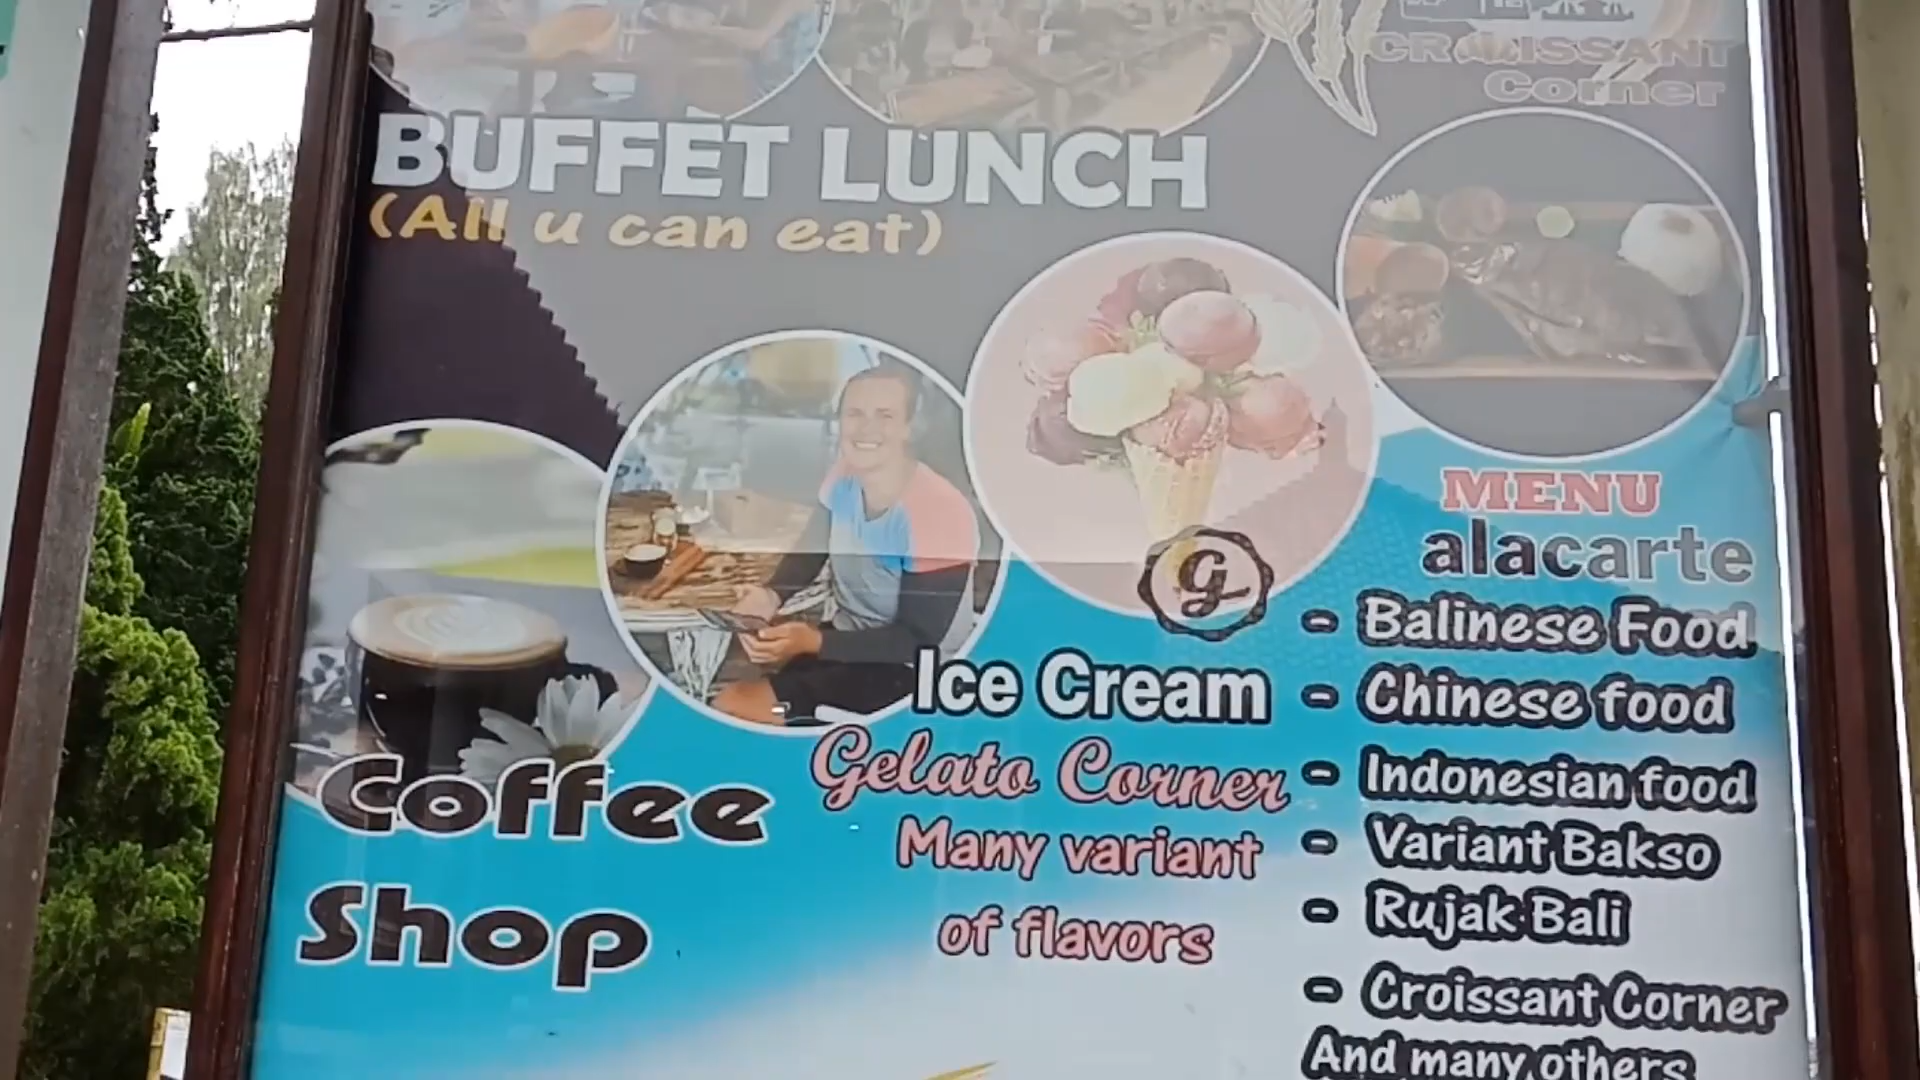 CROISSANT
Corner
BUFFET LUNCH
(All u can eat)
MENU
alacarte
- Balinese Food
- Chinese food
- Indonesian food
- Variant Bakso
- Rujak Bali
- Croissant Corner
And many others
G
Ice Cream
Gelato Corner
Many variant
of flavors
Coffee
Shop